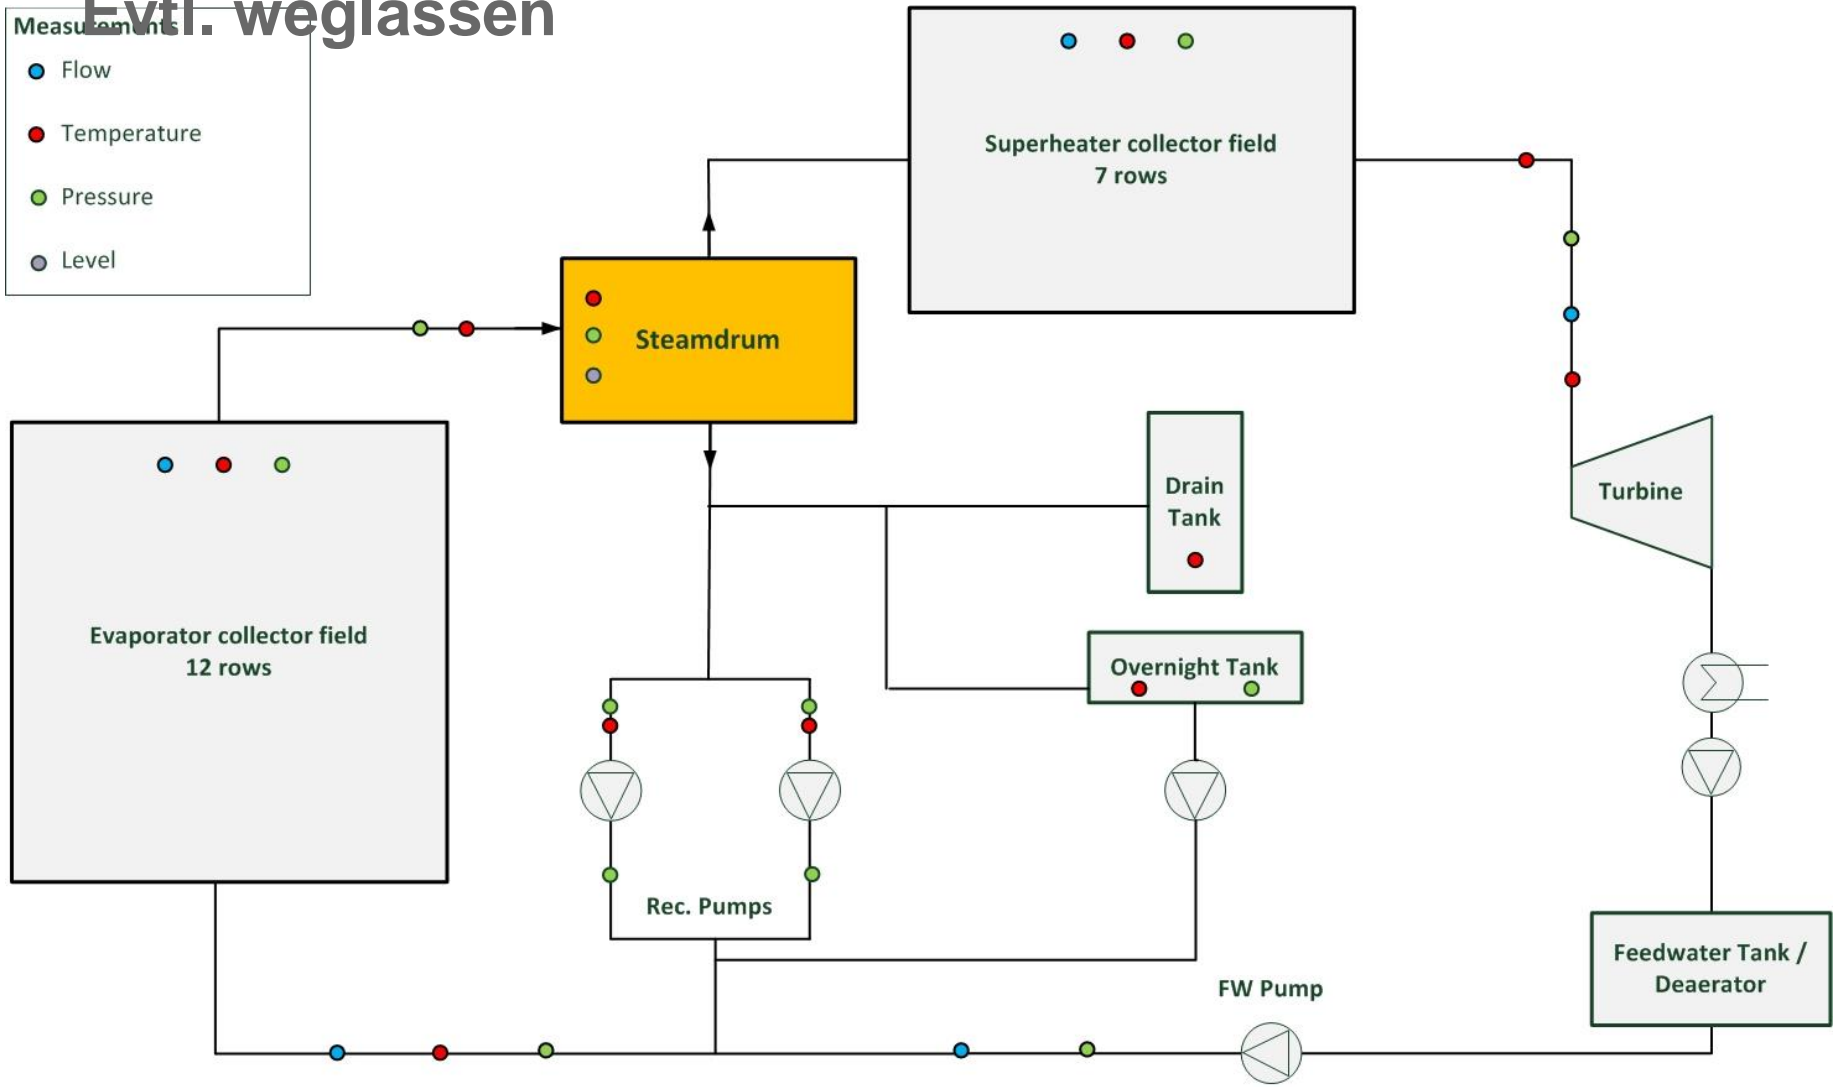 Evtl. weglassen
Measurements
Flow
Temperature
Pressure
Level
Superheater collector field
7 rows
Steamdrum
Drain
Tank
Turbine
Evaporator collector field
12 rows
Overnight Tank
Rec. Pumps
Feedwater Tank /
Deaerator
FW Pump